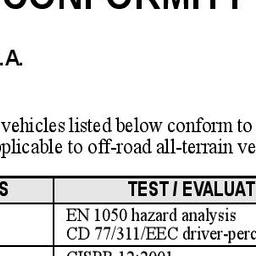 CONFORMITY
.A.
vehicles listed below conform to
applicable to off-road all-terrain ve
S TEST / EVALUAT
EN 1050 hazard analysis
CD 77/311/EEC driver-perc
CISPR 12:2001